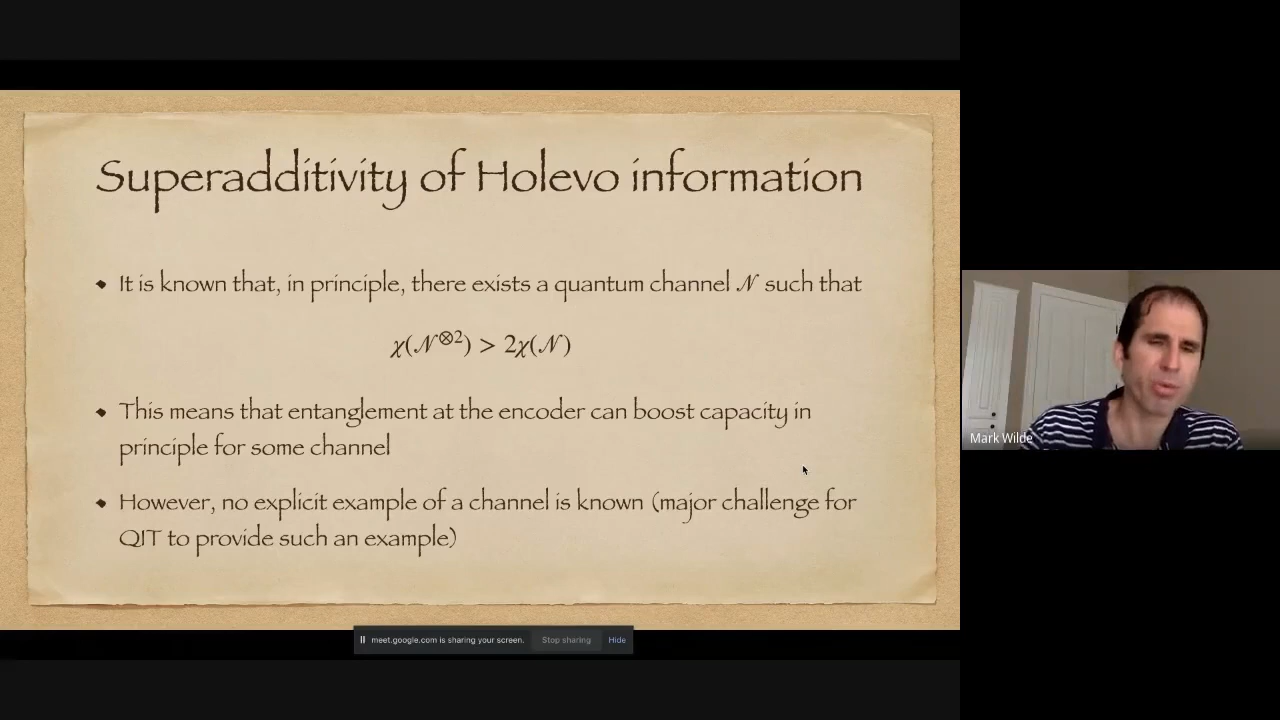 Superadditivity of Holevo information
• It is known that, in principle, there exists a quantum channel 𝒩 such that
χ(𝒩^⊗2) > 2χ(𝒩)
• This means that entanglement at the encoder can boost capacity in
principle for some channel
• However, no explicit example of a channel is known (major challenge for
QIT to provide such an example)
Mark Wilde
meet.google.com is sharing your screen. Stop sharing Hide